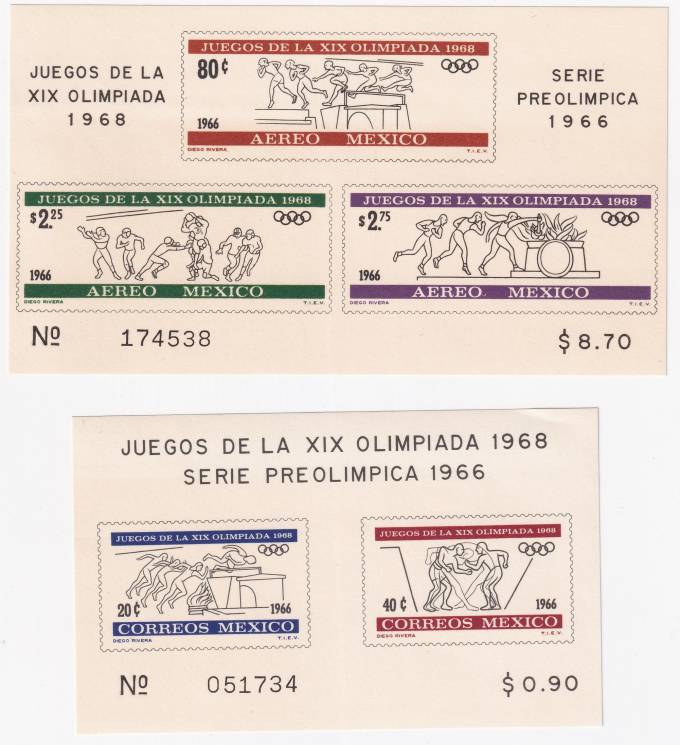 JUEGOS DE LA
XIX OLIMPIADA
1968
JUEGOS DE LA XIX OLIMPIADA 1968
80¢
1966
AEREO MEXICO
DIEGO RIVERA T.I.E.V.
SERIE
PREOLIMPICA
1966
JUEGOS DE LA XIX OLIMPIADA 1968
$2.25
1966
AEREO MEXICO
DIEGO RIVERA T.I.E.V.
JUEGOS DE LA XIX OLIMPIADA 1968
$2.75
1966
AEREO MEXICO
DIEGO RIVERA T.I.E.V.
Nº 174538 $8.70
JUEGOS DE LA XIX OLIMPIADA 1968
SERIE PREOLIMPICA 1966
JUEGOS DE LA XIX OLIMPIADA 1968
20¢ 1966
CORREOS MEXICO
DIEGO RIVERA T.I.E.V.
JUEGOS DE LA XIX OLIMPIADA 1968
40¢ 1966
CORREOS MEXICO
DIEGO RIVERA T.I.E.V.
Nº 051734 $0.90